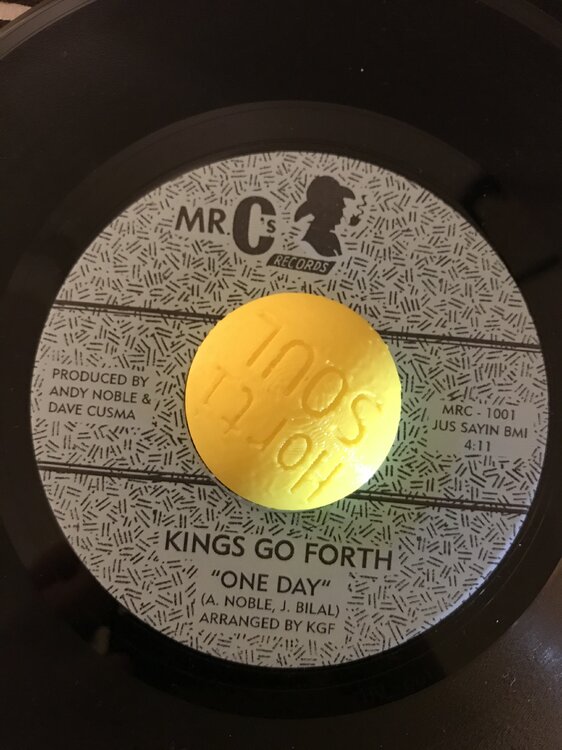 MR C's
RECORDS
Horti
SOUL
PRODUCED BY
ANDY NOBLE &
DAVE CUSMA
MRC - 1001
JUS SAYIN BMI
4:11
KINGS GO FORTH
"ONE DAY"
(A. NOBLE, J. BILAL)
ARRANGED BY KGF